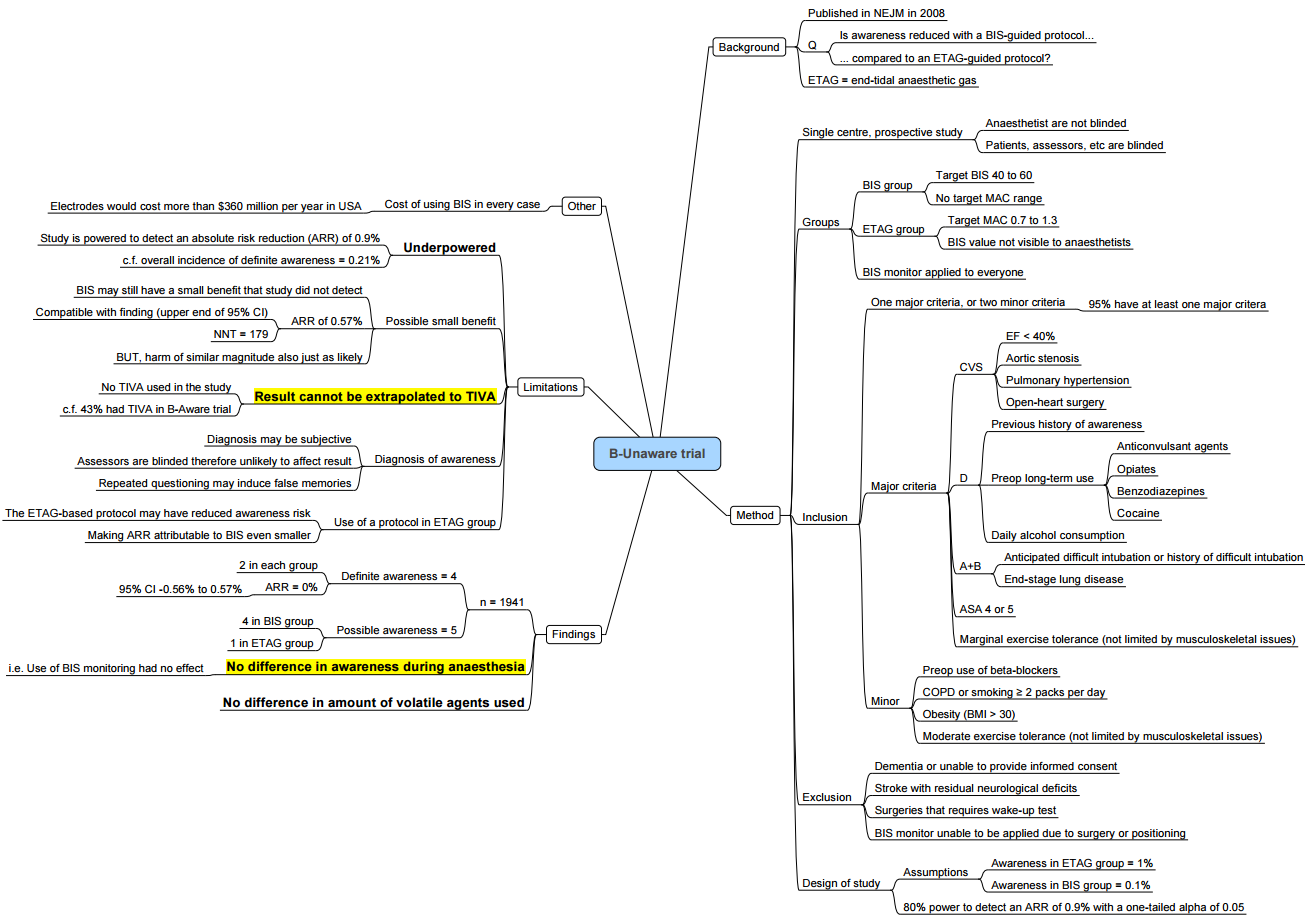 B-Unaware trial
Background
Published in NEJM in 2008
Q
Is awareness reduced with a BIS-guided protocol...
... compared to an ETAG-guided protocol?
ETAG = end-tidal anaesthetic gas
Method
Single centre, prospective study
Anaesthetist are not blinded
Patients, assessors, etc are blinded
Groups
BIS group
Target BIS 40 to 60
No target MAC range
ETAG group
Target MAC 0.7 to 1.3
BIS value not visible to anaesthetists
BIS monitor applied to everyone
Inclusion
One major criteria, or two minor criteria
95% have at least one major critera
Major criteria
CVS
EF < 40%
Aortic stenosis
Pulmonary hypertension
Open-heart surgery
D
Previous history of awareness
Preop long-term use
Anticonvulsant agents
Opiates
Benzodiazepines
Cocaine
Daily alcohol consumption
A+B
Anticipated difficult intubation or history of difficult intubation
End-stage lung disease
ASA 4 or 5
Marginal exercise tolerance (not limited by musculoskeletal issues)
Minor
Preop use of beta-blockers
COPD or smoking ≥ 2 packs per day
Obesity (BMI > 30)
Moderate exercise tolerance (not limited by musculoskeletal issues)
Exclusion
Dementia or unable to provide informed consent
Stroke with residual neurological deficits
Surgeries that requires wake-up test
BIS monitor unable to be applied due to surgery or positioning
Design of study
Assumptions
Awareness in ETAG group = 1%
Awareness in BIS group = 0.1%
80% power to detect an ARR of 0.9% with a one-tailed alpha of 0.05
Findings
n = 1941
Definite awareness = 4
2 in each group
ARR = 0%
95% CI -0.56% to 0.57%
Possible awareness = 5
4 in BIS group
1 in ETAG group
No difference in awareness during anaesthesia
i.e. Use of BIS monitoring had no effect
No difference in amount of volatile agents used
Limitations
Underpowered
Study is powered to detect an absolute risk reduction (ARR) of 0.9%
c.f. overall incidence of definite awareness = 0.21%
Possible small benefit
BIS may still have a small benefit that study did not detect
ARR of 0.57%
Compatible with finding (upper end of 95% CI)
NNT = 179
BUT, harm of similar magnitude also just as likely
Result cannot be extrapolated to TIVA
No TIVA used in the study
c.f. 43% had TIVA in B-Aware trial
Diagnosis of awareness
Diagnosis may be subjective
Assessors are blinded therefore unlikely to affect result
Repeated questioning may induce false memories
Use of a protocol in ETAG group
The ETAG-based protocol may have reduced awareness risk
Making ARR attributable to BIS even smaller
Other
Cost of using BIS in every case
Electrodes would cost more than $360 million per year in USA